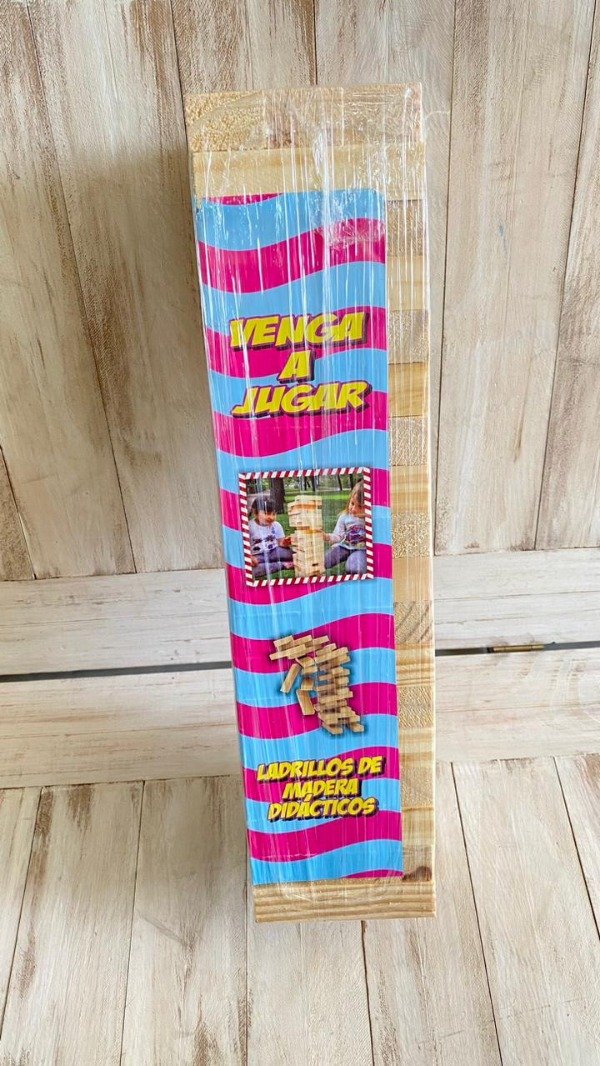 VENGA
A
JUGAR
LADRILLOS DE
MADERA
DIDÁCTICOS